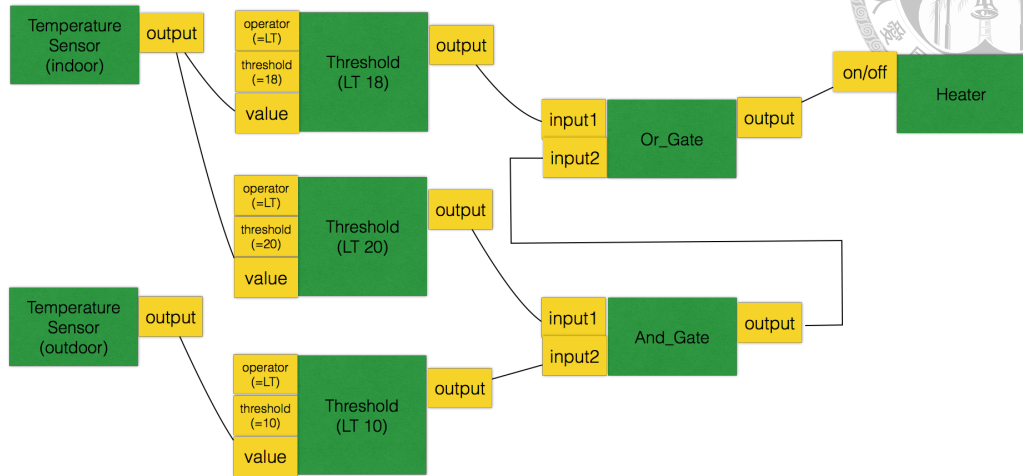 Temperature
Sensor
(indoor)
output
operator
(=LT)
threshold
(=18)
value
Threshold
(LT 18)
output
operator
(=LT)
threshold
(=20)
value
Threshold
(LT 20)
output
Temperature
Sensor
(outdoor)
output
operator
(=LT)
threshold
(=10)
value
Threshold
(LT 10)
output
input1
input2
Or_Gate
output
input1
input2
And_Gate
output
on/off
Heater